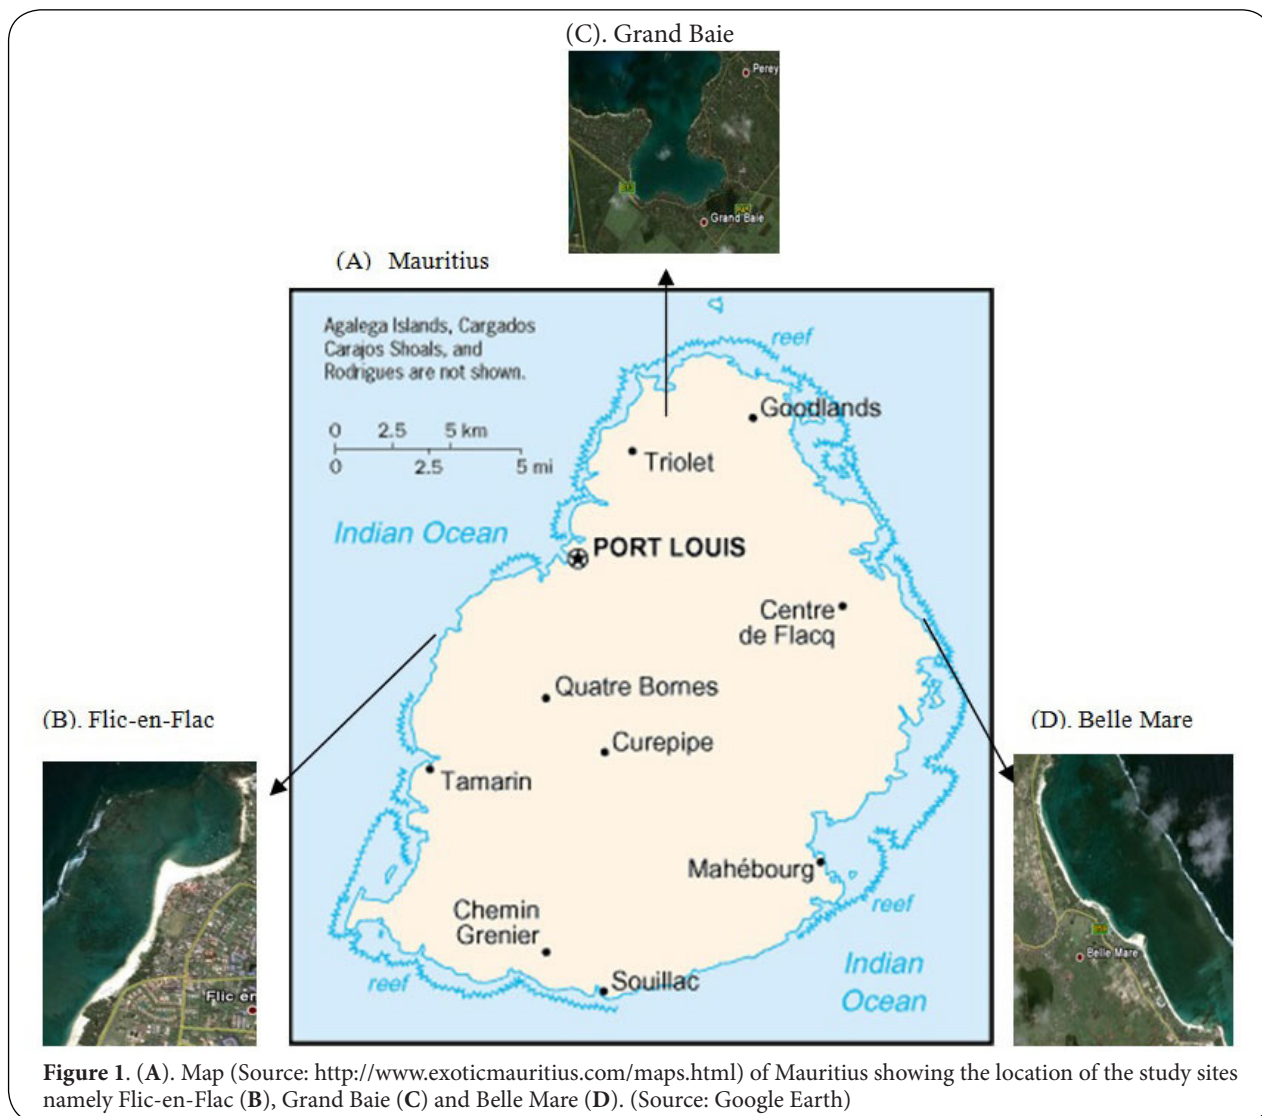 (C). Grand Baie
Perey
Grand Baie
(A) Mauritius
Agalega Islands, Cargados
Carajos Shoals, and
Rodrigues are not shown.
reef
0 2.5 5 km
0 2.5 5 mi
Goodlands
Triolet
Indian Ocean
PORT LOUIS
Centre
de Flacq
Quatre Bornes
(B). Flic-en-Flac
(D). Belle Mare
Curepipe
Tamarin
Mahébourg
reef
Chemin
Grenier
Belle Mare
Indian
Ocean
reef
Souillac
Flic en
Figure 1. (A). Map (Source: http://www.exoticmauritius.com/maps.html) of Mauritius showing the location of the study sites
namely Flic-en-Flac (B), Grand Baie (C) and Belle Mare (D). (Source: Google Earth)